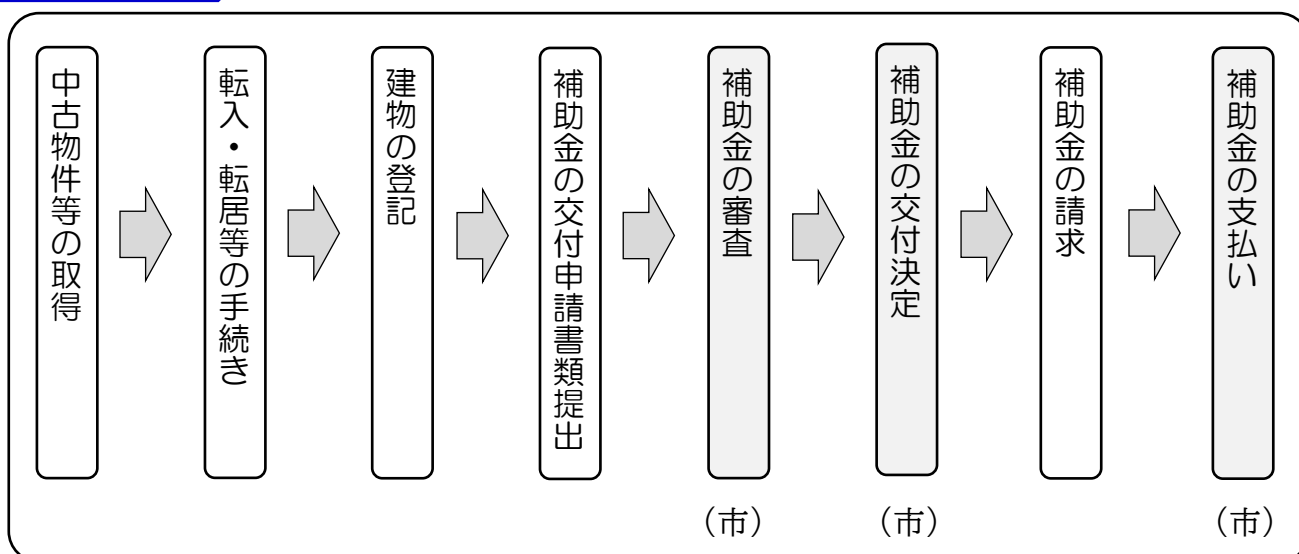 中古物件等の取得
転入・転居等の手続き
建物の登記
補助金の交付申請書類提出
補助金の審査
（市）
補助金の交付決定
（市）
補助金の請求
補助金の支払い
（市）